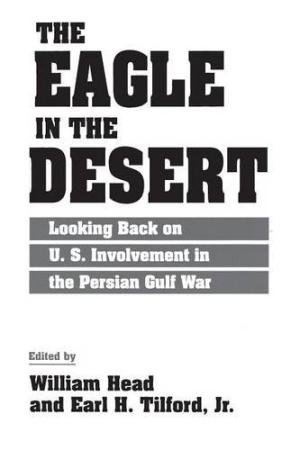 THE
EAGLE
IN THE
DESERT
Looking Back on
U. S. Involvement in
the Persian Gulf War
Edited by
William Head
and Earl H. Tilford, Jr.